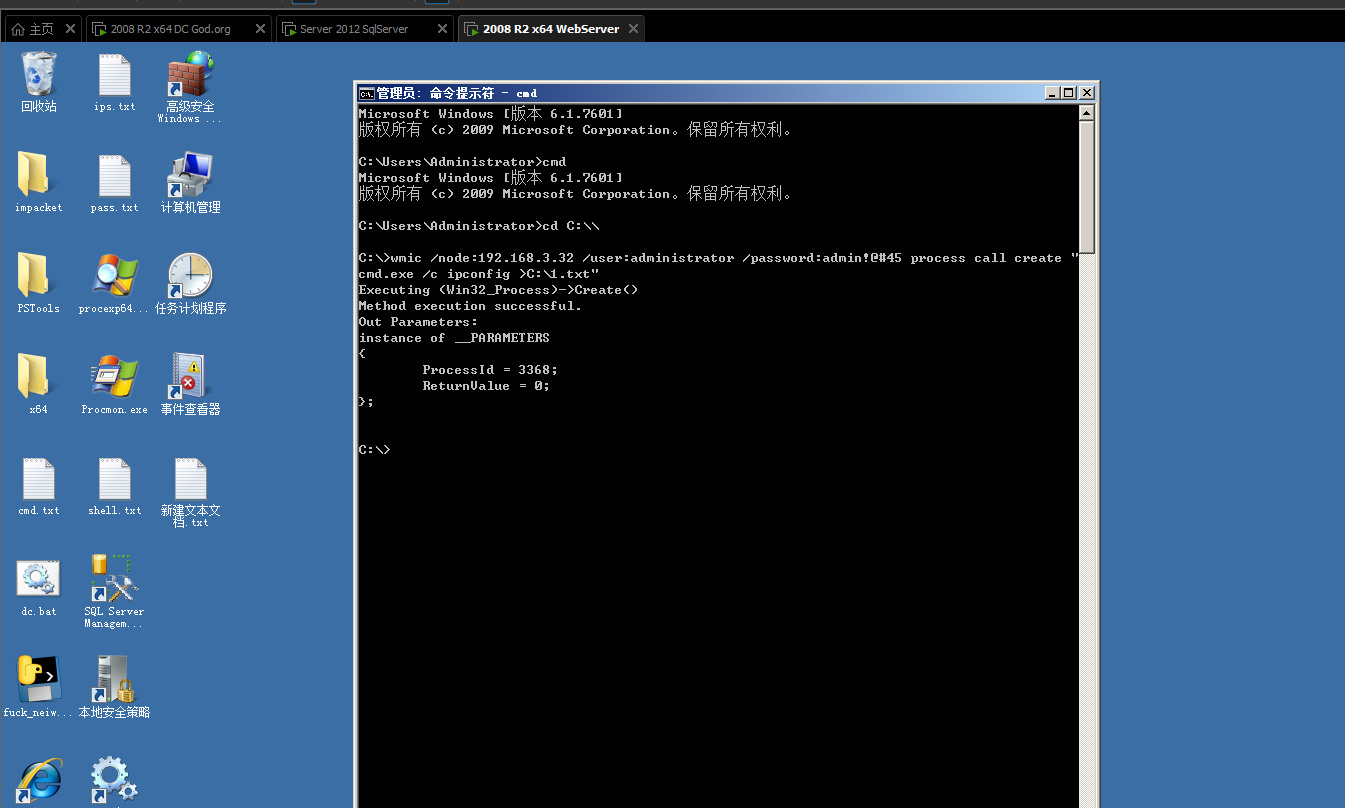 主页
2008 R2 x64 DC God.org
Server 2012 SqlServer
2008 R2 x64 WebServer
回收站
ips.txt
高级安全
Windows ...
impacket
pass.txt
计算机管理
PSTools
procexp64...
任务计划程序
x64
Procmon.exe
事件查看器
cmd.txt
shell.txt
新建文本文
档.txt
dc.bat
SQL Server
Managem...
fuck_neiw...
本地安全策略
管理员: 命令提示符 - cmd
Microsoft Windows [版本 6.1.7601]
版权所有 (c) 2009 Microsoft Corporation。保留所有权利。
C:\Users\Administrator>cmd
Microsoft Windows [版本 6.1.7601]
版权所有 (c) 2009 Microsoft Corporation。保留所有权利。
C:\Users\Administrator>cd C:\\
C:\>wmic /node:192.168.3.32 /user:administrator /password:admin!@#45 process call create "
cmd.exe /c ipconfig >C:\1.txt"
Executing (Win32_Process)->Create()
Method execution successful.
Out Parameters:
instance of __PARAMETERS
{
ProcessId = 3368;
ReturnValue = 0;
};
C:\>